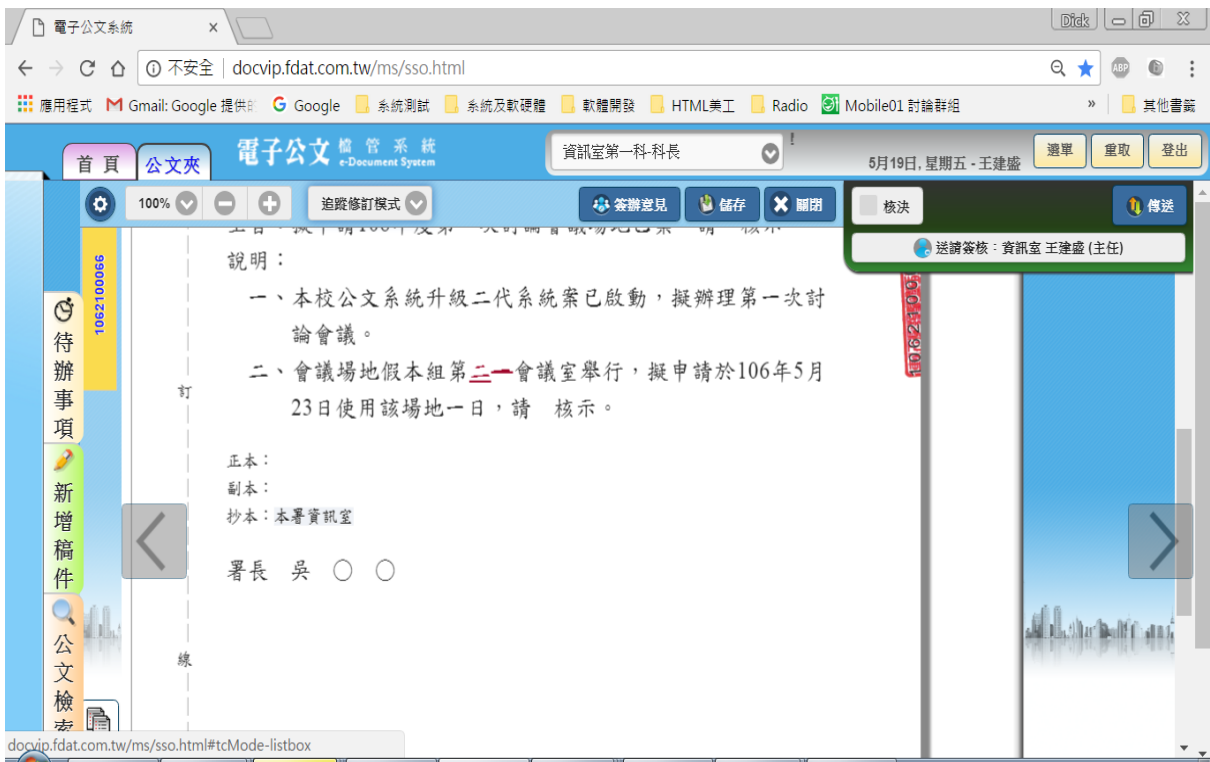 電子公文系統
Dick
不安全 | docvip.fdat.com.tw/ms/sso.html
ABP
應用程式 Gmail: Google 提供 Google 系統測試 系統及軟硬體 軟體開發 HTML美工 Radio Mobile01 討論群組 » 其他書籤
首頁 公文夾 電子公文 檔管系統 e-Document System
資訊室第一科-科長
5月19日, 星期五 - 王建盛
選單 重取 登出
100% 追蹤修訂模式 簽辦意見 儲存 關閉 核決 傳送
送請簽核：資訊室 王建盛 (主任)
1062100066
待辦事項
新增稿件
公文檢索
說明：
一、本校公文系統升級二代系統案已啟動，擬辦理第一次討
論會議。
二、會議場地假本組第二一會議室舉行，擬申請於106年5月
23日使用該場地一日，請　核示。
訂
正本：
副本：
抄本：本署資訊室
署長　吳　○　○
線
docvip.fdat.com.tw/ms/sso.html#tcMode-listbox